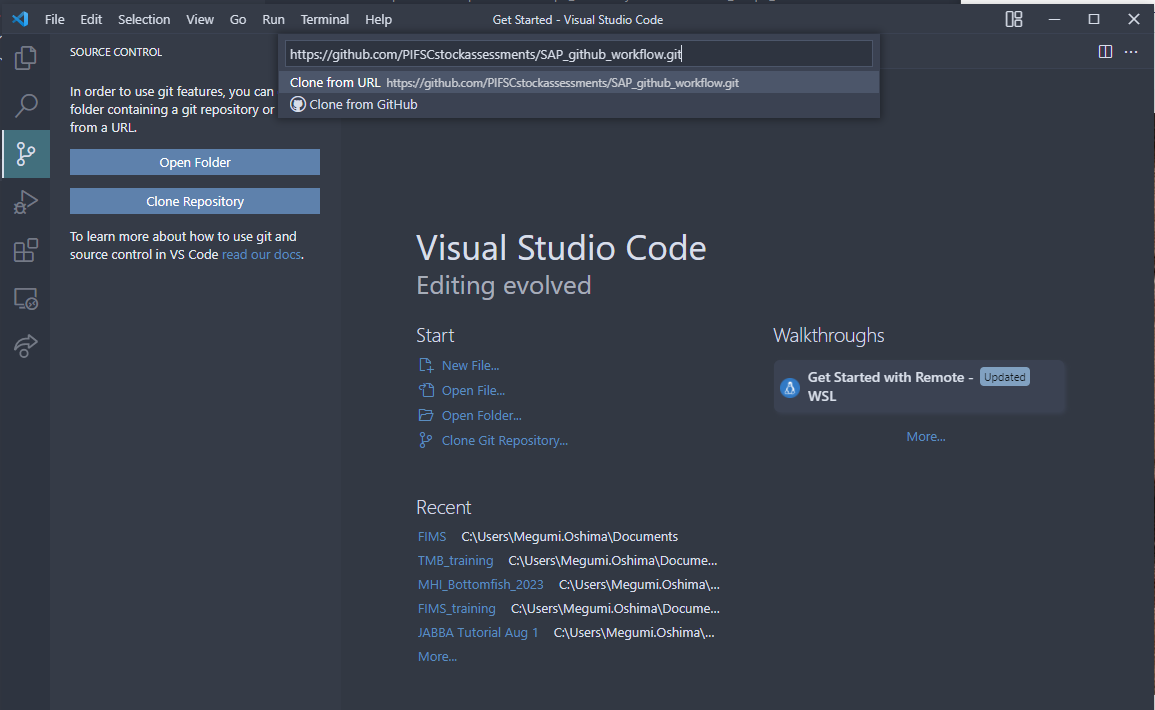 File Edit Selection View Go Run Terminal Help Get Started - Visual Studio Code
https://github.com/PIFSCstockassessments/SAP_github_workflow.git
Clone from URL https://github.com/PIFSCstockassessments/SAP_github_workflow.git
Clone from GitHub
SOURCE CONTROL
In order to use git features, you can
folder containing a git repository or
from a URL.
Open Folder
Clone Repository
To learn more about how to use git and
source control in VS Code read our docs.
Visual Studio Code
Editing evolved
Start
New File...
Open File...
Open Folder...
Clone Git Repository...
Recent
FIMS C:\Users\Megumi.Oshima\Documents
TMB_training C:\Users\Megumi.Oshima\Docume...
MHI_Bottomfish_2023 C:\Users\Megumi.Oshima\...
FIMS_training C:\Users\Megumi.Oshima\Docume...
JABBA Tutorial Aug 1 C:\Users\Megumi.Oshima\...
More...
Walkthroughs
Get Started with Remote - Updated
WSL
More...